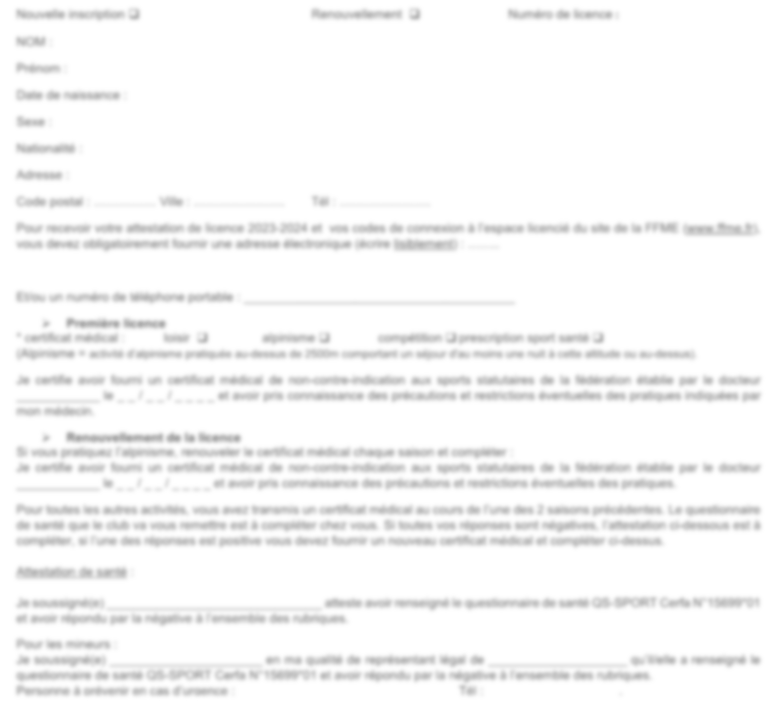 Nouvelle inscription ❑ Renouvellement ❑ Numéro de licence :
NOM :
Prénom :
Date de naissance :
Sexe :
Nationalité :
Adresse :
Code postal : .................. Ville : .......................... Tél : ..........................
Pour recevoir votre attestation de licence 2023-2024 et vos codes de connexion à l'espace licencié du site de la FFME (www.ffme.fr),
vous devez obligatoirement fournir une adresse électronique (écrire lisiblement) : .........
Et/ou un numéro de téléphone portable : _______________________________________
➢ Première licence
* certificat médical : loisir ❑ alpinisme ❑ compétition ❑ prescription sport santé ❑
(Alpinisme = activité d'alpinisme pratiquée au-dessus de 2500m comportant un séjour d'au moins une nuit à cette altitude ou au-dessus).
Je certifie avoir fourni un certificat médical de non-contre-indication aux sports statutaires de la fédération établie par le docteur
____________ le _ _ / _ _ / _ _ _ _ et avoir pris connaissance des précautions et restrictions éventuelles des pratiques indiquées par
mon médecin.
➢ Renouvellement de la licence
Si vous pratiquez l'alpinisme, renouveler le certificat médical chaque saison et compléter :
Je certifie avoir fourni un certificat médical de non-contre-indication aux sports statutaires de la fédération établie par le docteur
____________ le _ _ / _ _ / _ _ _ _ et avoir pris connaissance des précautions et restrictions éventuelles des pratiques.
Pour toutes les autres activités, vous avez transmis un certificat médical au cours de l'une des 2 saisons précédentes. Le questionnaire
de santé que le club va vous remettre est à compléter chez vous. Si toutes vos réponses sont négatives, l'attestation ci-dessous est à
compléter, si l'une des réponses est positive vous devez fournir un nouveau certificat médical et compléter ci-dessus.
Attestation de santé :
Je soussigné(e) _______________________________ atteste avoir renseigné le questionnaire de santé QS-SPORT Cerfa N°15699*01
et avoir répondu par la négative à l'ensemble des rubriques.
Pour les mineurs :
Je soussigné(e) ______________________ en ma qualité de représentant légal de ____________________ qu'il/elle a renseigné le
questionnaire de santé QS-SPORT Cerfa N°15699*01 et avoir répondu par la négative à l'ensemble des rubriques.
Personne à prévenir en cas d'urgence : Tél : .